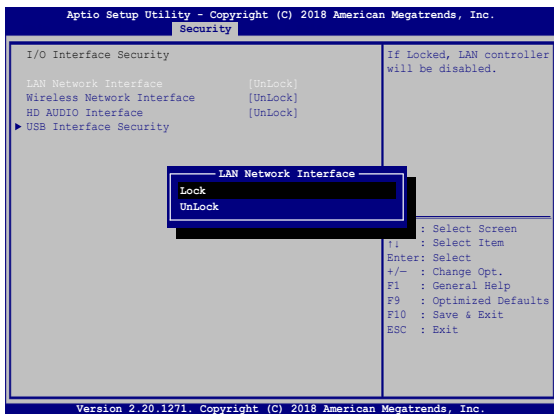 Aptio Setup Utility - Copyright (C) 2018 American Megatrends, Inc.
Security
I/O Interface Security
LAN Network Interface [UnLock]
Wireless Network Interface [UnLock]
HD AUDIO Interface [UnLock]
USB Interface Security
If Locked, LAN controller
will be disabled.
LAN Network Interface
Lock
UnLock
: Select Screen
↑↓ : Select Item
Enter: Select
+/— : Change Opt.
F1 : General Help
F9 : Optimized Defaults
F10 : Save & Exit
ESC : Exit
Version 2.20.1271. Copyright (C) 2018 American Megatrends, Inc.